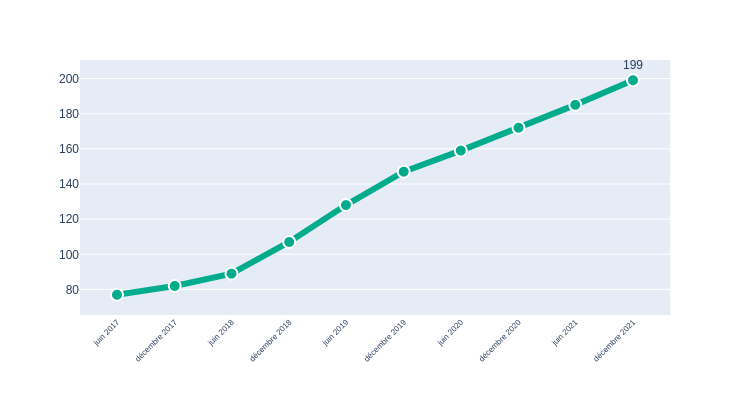 199
200
180
160
140
120
100
80
juin 2017
décembre 2017
juin 2018
décembre 2018
juin 2019
décembre 2019
juin 2020
décembre 2020
juin 2021
décembre 2021